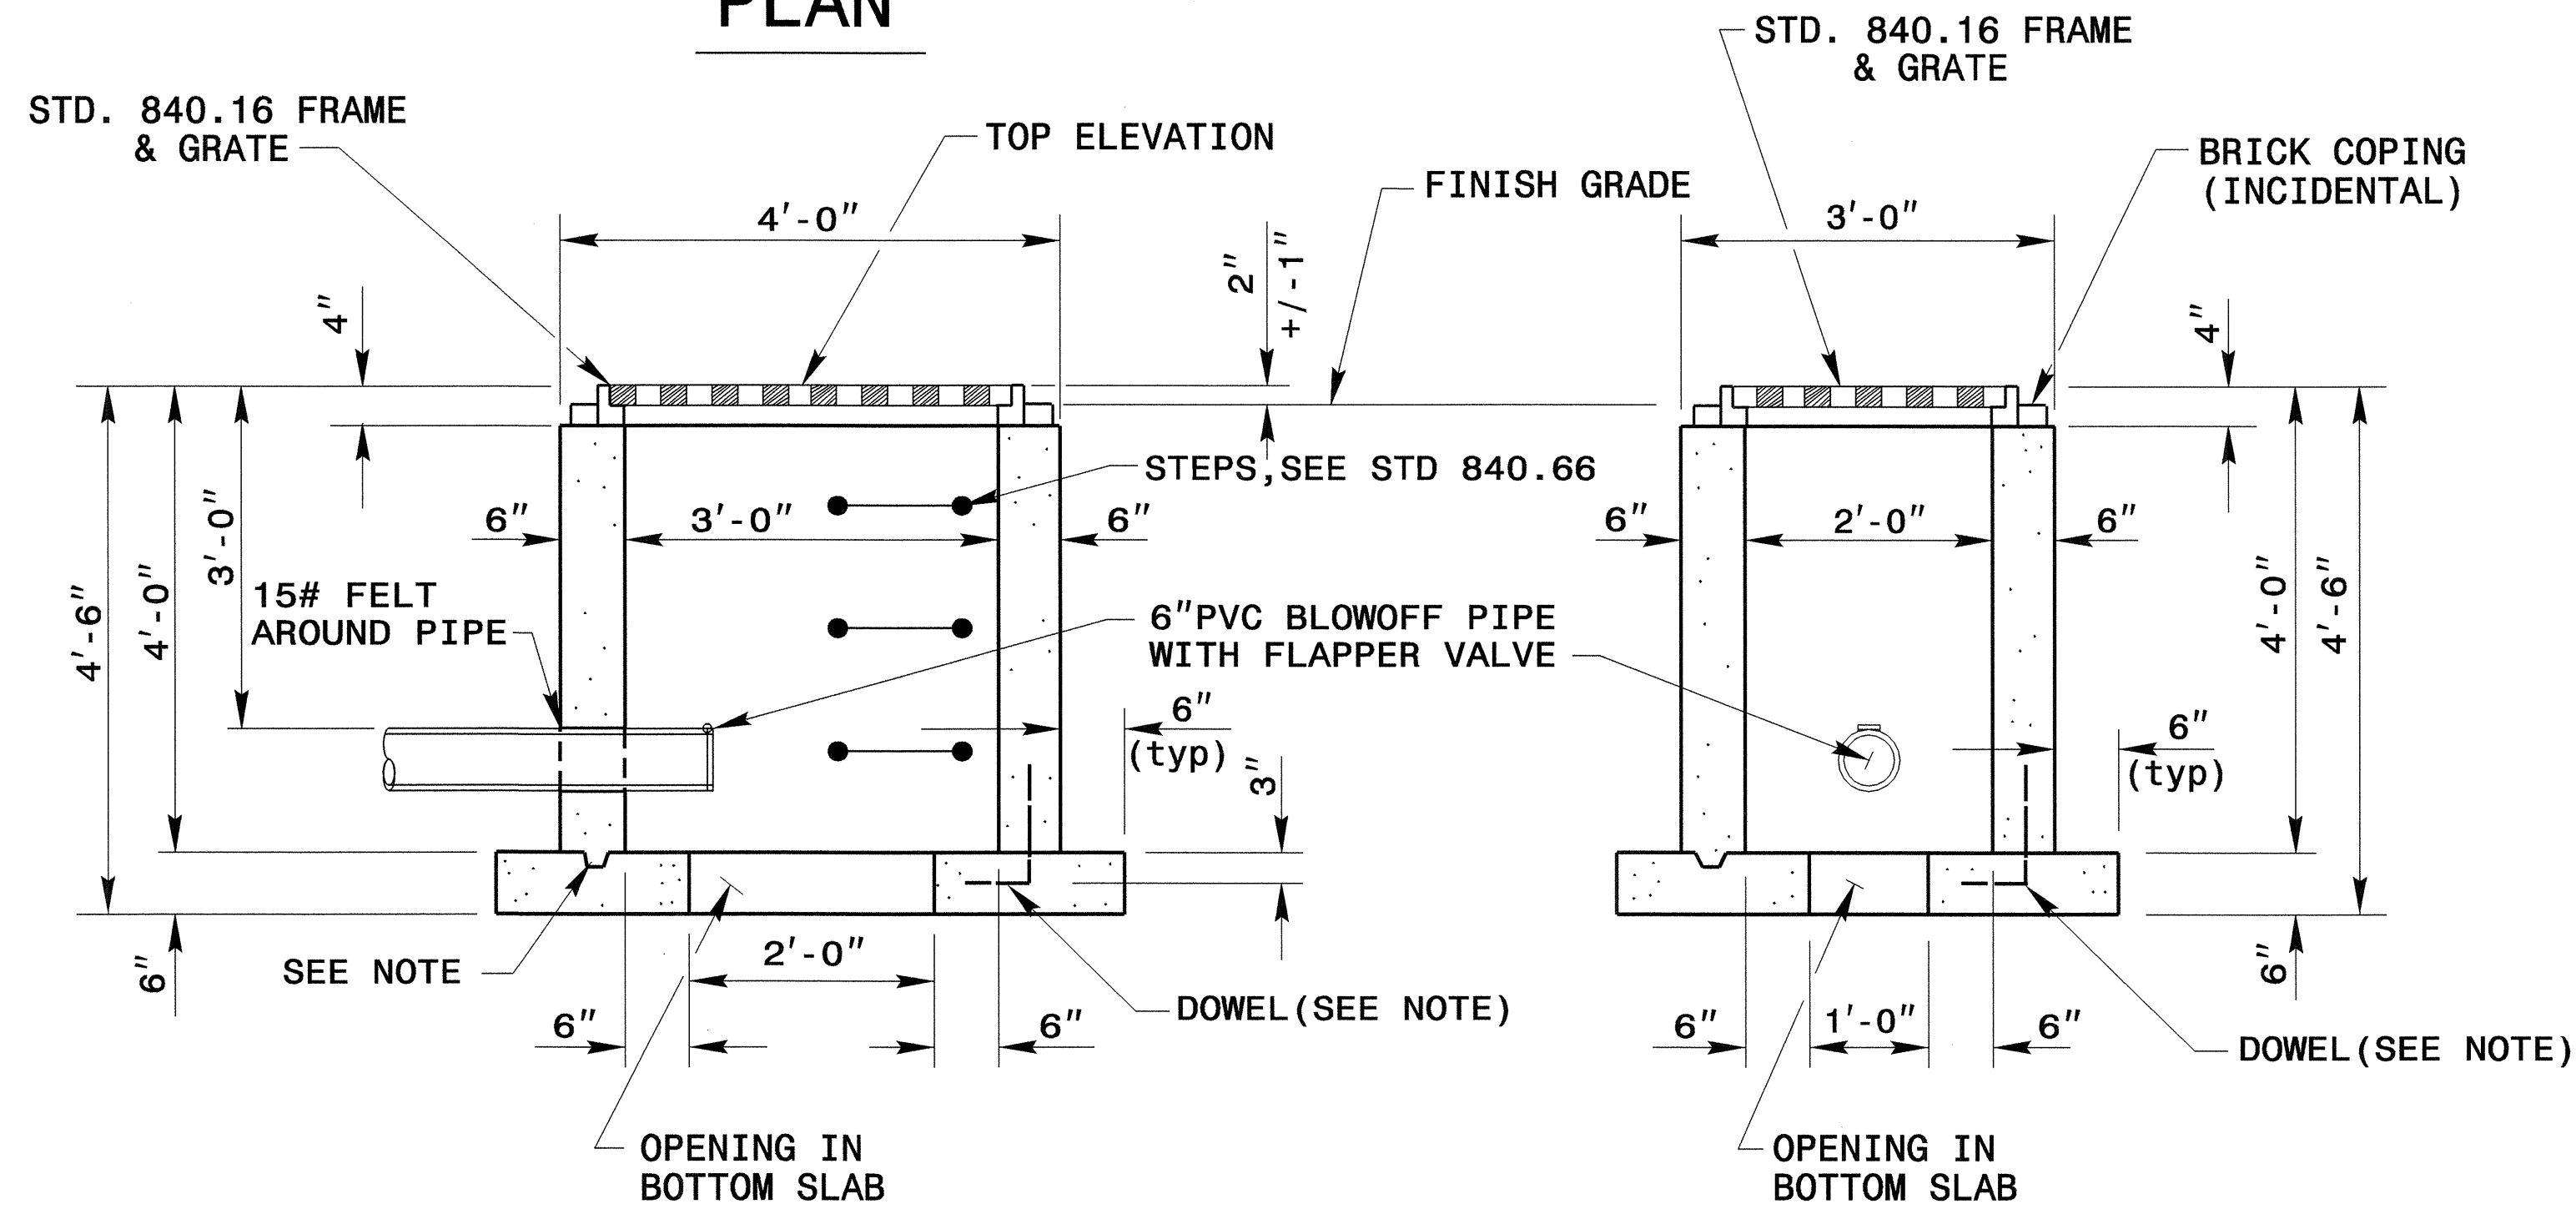 PLAN
STD. 840.16 FRAME
& GRATE
TOP ELEVATION
4'-0"
4"
2"
+/-1"
FINISH GRADE
STD. 840.16 FRAME
& GRATE
BRICK COPING
(INCIDENTAL)
3'-0"
4"
STEPS,SEE STD 840.66
6"
3'-0"
6"
6"
2'-0"
6"
4'-6"
4'-0"
3'-0"
15# FELT
AROUND PIPE
6"PVC BLOWOFF PIPE
WITH FLAPPER VALVE
4'-0"
4'-6"
6"
(typ)
3"
6"
(typ)
6"
SEE NOTE
2'-0"
6"
6"
DOWEL(SEE NOTE)
OPENING IN
BOTTOM SLAB
6"
1'-0"
6"
6"
DOWEL(SEE NOTE)
OPENING IN
BOTTOM SLAB